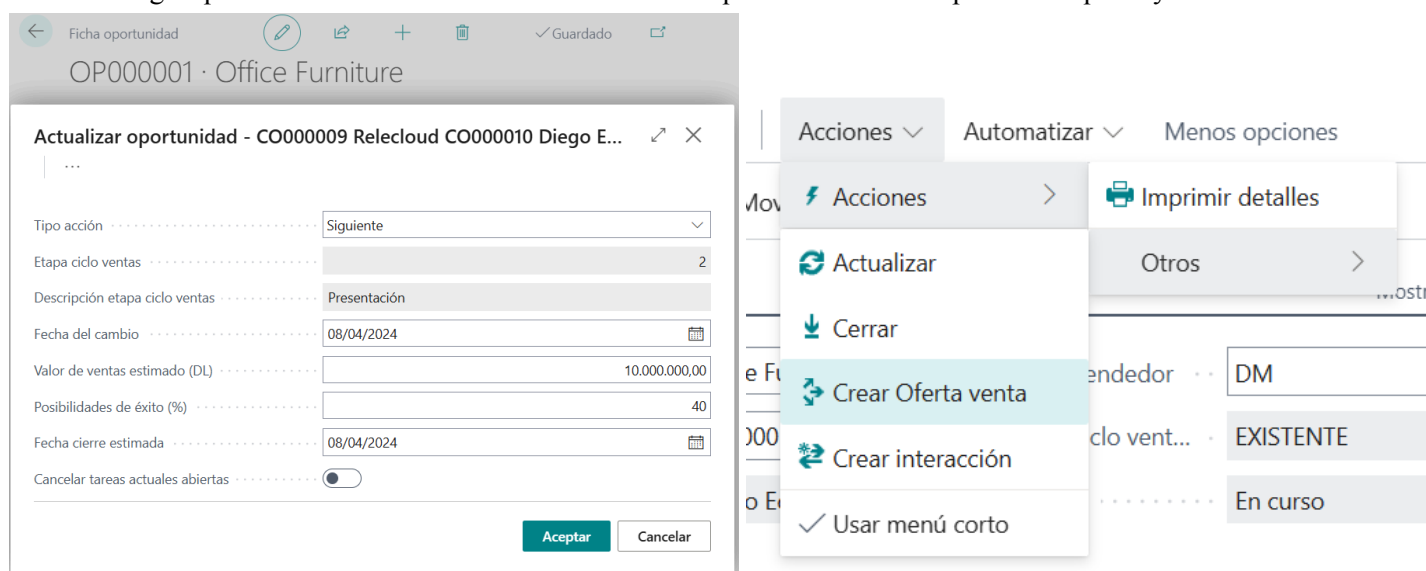 Ficha oportunidad
Guardado
OP000001 · Office Furniture
Actualizar oportunidad - CO000009 Relecloud CO000010 Diego E...
...
Tipo acción
Siguiente
Etapa ciclo ventas
2
Descripción etapa ciclo ventas
Presentación
Fecha del cambio
08/04/2024
Valor de ventas estimado (DL)
10.000.000,00
Posibilidades de éxito (%)
40
Fecha cierre estimada
08/04/2024
Cancelar tareas actuales abiertas
Aceptar
Cancelar
Acciones
Automatizar
Menos opciones
Acciones
Imprimir detalles
Actualizar
Otros
Cerrar
Crear Oferta venta
endedor
DM
clo vent...
EXISTENTE
Crear interacción
En curso
Usar menú corto